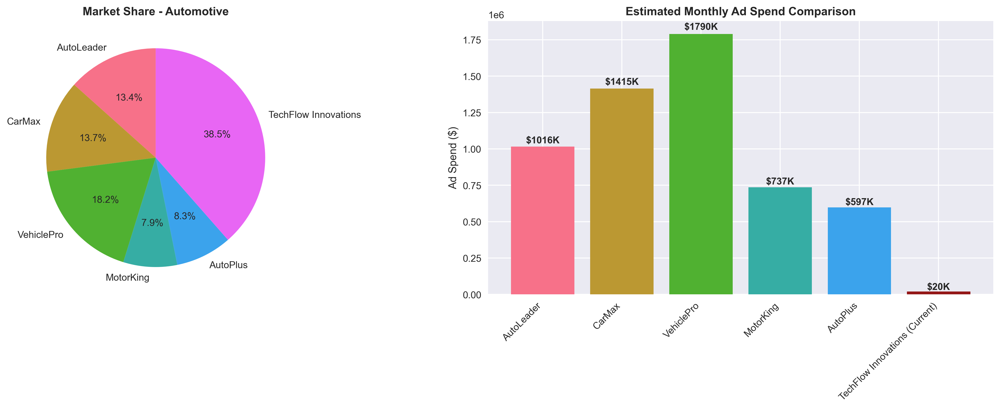 Market Share - Automotive
AutoLeader
13.4%
CarMax
13.7%
TechFlow Innovations
38.5%
VehiclePro
18.2%
MotorKing
7.9%
AutoPlus
8.3%
Estimated Monthly Ad Spend Comparison
1e6
Ad Spend ($)
1.75
1.50
1.25
1.00
0.75
0.50
0.25
0.00
$1016K
$1415K
$1790K
$737K
$597K
$20K
AutoLeader
CarMax
VehiclePro
MotorKing
AutoPlus
TechFlow Innovations (Current)